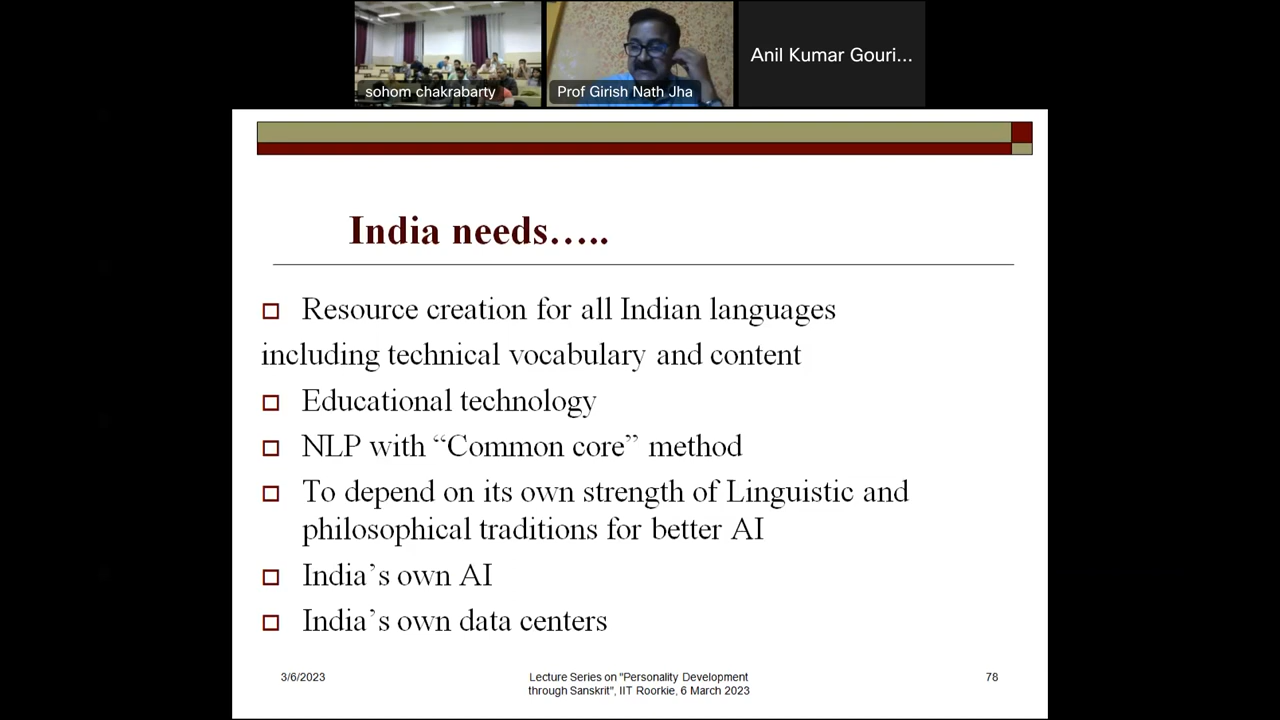 sohom chakrabarty
Prof Girish Nath Jha
Anil Kumar Gouri...
India needs…..
Resource creation for all Indian languages
including technical vocabulary and content
Educational technology
NLP with “Common core” method
To depend on its own strength of Linguistic and
philosophical traditions for better AI
India’s own AI
India’s own data centers
3/6/2023
Lecture Series on "Personality Development
through Sanskrit", IIT Roorkie, 6 March 2023
78